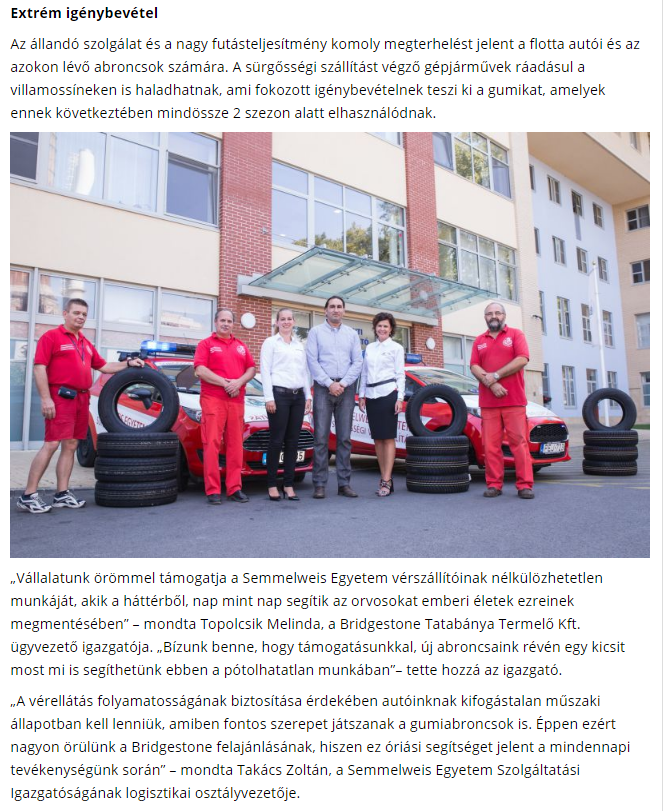 Extrém igénybevétel
Az állandó szolgálat és a nagy futásteljesítmény komoly megterhelést jelent a flotta autói és az
azokon lévő abroncsok számára. A sürgősségi szállítást végző gépjárművek ráadásul a
villamossíneken is haladhatnak, ami fokozott igénybevételnek teszi ki a gumikat, amelyek
ennek következtében mindössze 2 szezon alatt elhasználódnak.
„Vállalatunk örömmel támogatja a Semmelweis Egyetem vérszállítóinak nélkülözhetetlen
munkáját, akik a háttérből, nap mint nap segítik az orvosokat emberi életek ezreinek
megmentésében” – mondta Topolcsik Melinda, a Bridgestone Tatabánya Termelő Kft.
ügyvezető igazgatója. „Bízunk benne, hogy támogatásunkkal, új abroncsaink révén egy kicsit
most mi is segíthetünk ebben a pótolhatatlan munkában”– tette hozzá az igazgató.
„A vérellátás folyamatosságának biztosítása érdekében autóinknak kifogástalan műszaki
állapotban kell lenniük, amiben fontos szerepet játszanak a gumiabroncsok is. Éppen ezért
nagyon örülünk a Bridgestone felajánlásának, hiszen ez óriási segítséget jelent a mindennapi
tevékenységünk során” – mondta Takács Zoltán, a Semmelweis Egyetem Szolgáltatási
Igazgatóságának logisztikai osztályvezetője.